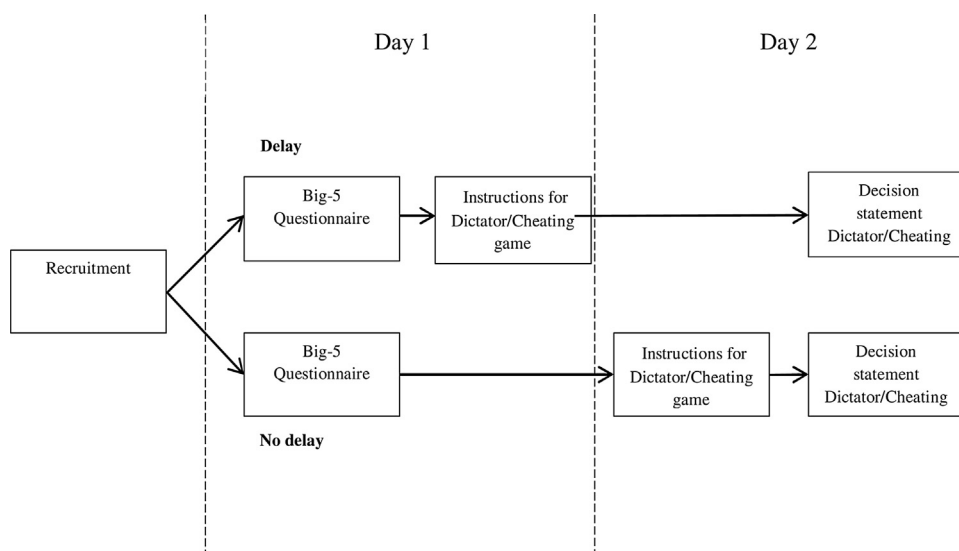 Day 1
Day 2
Delay
Big-5
Questionnaire
Instructions for
Dictator/Cheating
game
Decision
statement
Dictator/Cheating
Recruitment
Big-5
Questionnaire
Instructions for
Dictator/Cheating
game
Decision
statement
Dictator/Cheating
No delay